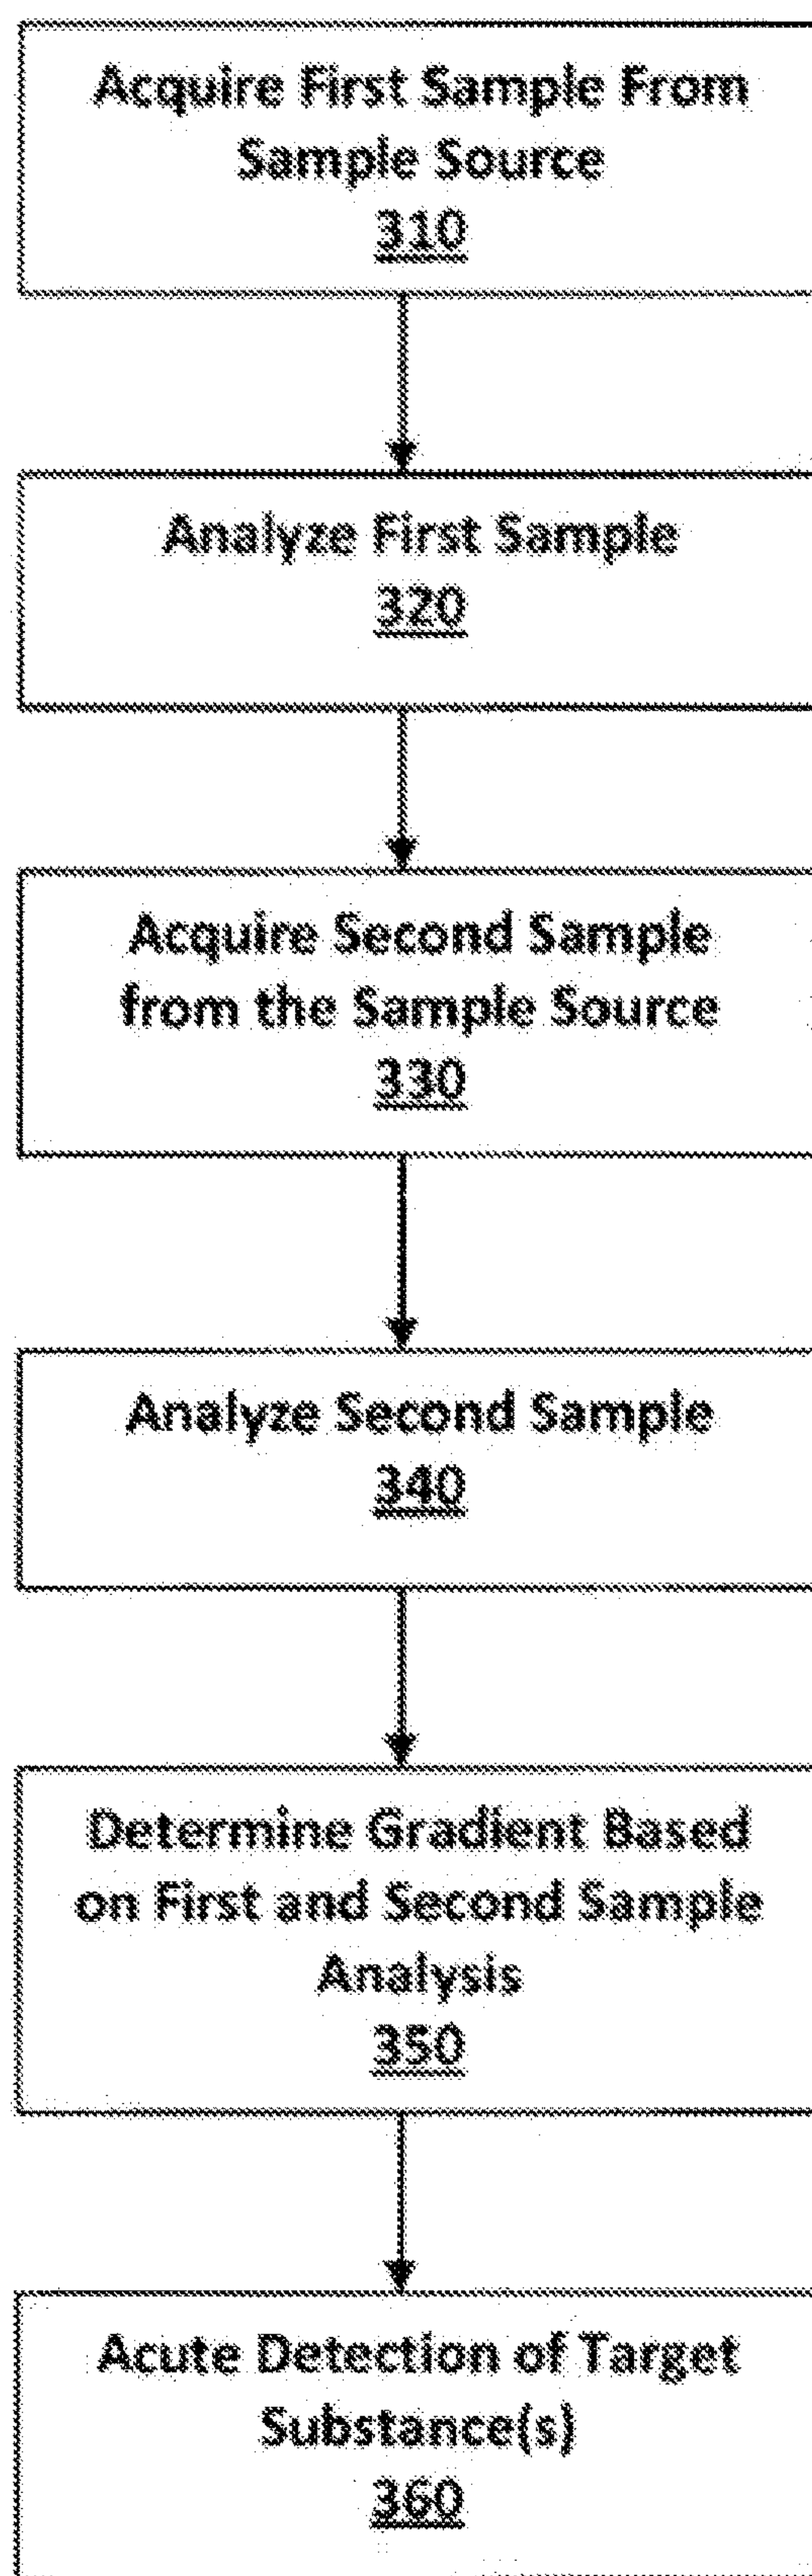 Acquire First Sample From
Sample Source
310
Analyze First Sample
320
Acquire Second Sample
from the Sample Source
330
Analyze Second Sample
340
Determine Gradient Based
on First and Second Sample
Analysis
350
Acute Detection of Target
Substance(s)
360